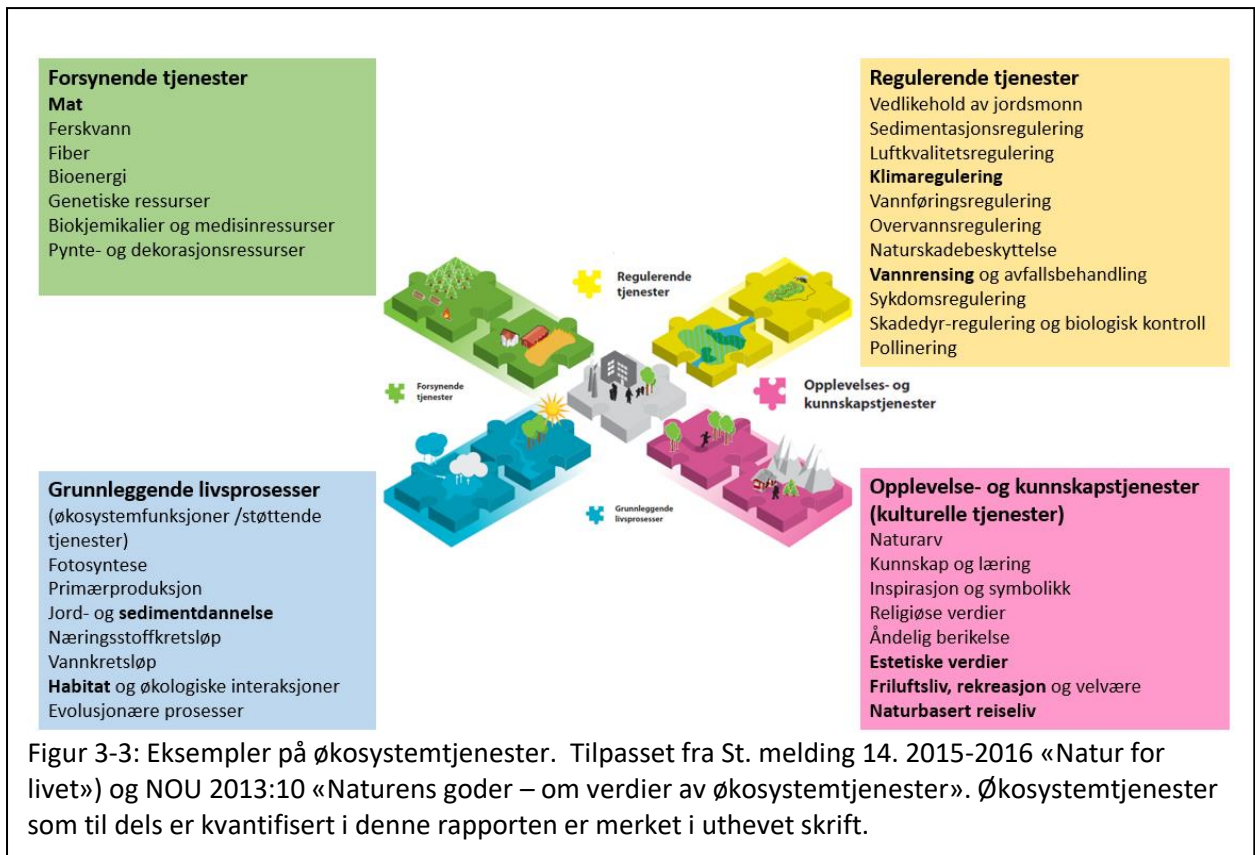 Forsynende tjenester
Mat
Ferskvann
Fiber
Bioenergi
Genetiske ressurser
Biokjemikalier og medisinressurser
Pynte- og dekorasjonsressurser
Regulerende tjenester
Vedlikehold av jordsmonn
Sedimentasjonsregulering
Luftkvalitetsregulering
Klimaregulering
Vannføringsregulering
Overvannsregulering
Naturskadebeskyttelse
Vannrensing og avfallsbehandling
Sykdomsregulering
Skadedyr-regulering og biologisk kontroll
Pollinering
Regulerende
tjenester
Forsynende
tjenester
Opplevelses- og
kunnskapstjenester
Grunnleggende
livsprosesser
Grunnleggende livsprosesser
(økosystemfunksjoner /støttende
tjenester)
Fotosyntese
Primærproduksjon
Jord- og sedimentdannelse
Næringsstoffkretsløp
Vannkretsløp
Habitat og økologiske interaksjoner
Evolusjonære prosesser
Opplevelse- og kunnskapstjenester
(kulturelle tjenester)
Naturarv
Kunnskap og læring
Inspirasjon og symbolikk
Religiøse verdier
Åndelig berikelse
Estetiske verdier
Friluftsliv, rekreasjon og velvære
Naturbasert reiseliv
Figur 3-3: Eksempler på økosystemtjenester.  Tilpasset fra St. melding 14. 2015-2016 «Natur for
livet») og NOU 2013:10 «Naturens goder – om verdier av økosystemtjenester». Økosystemtjenester
som til dels er kvantifisert i denne rapporten er merket i uthevet skrift.